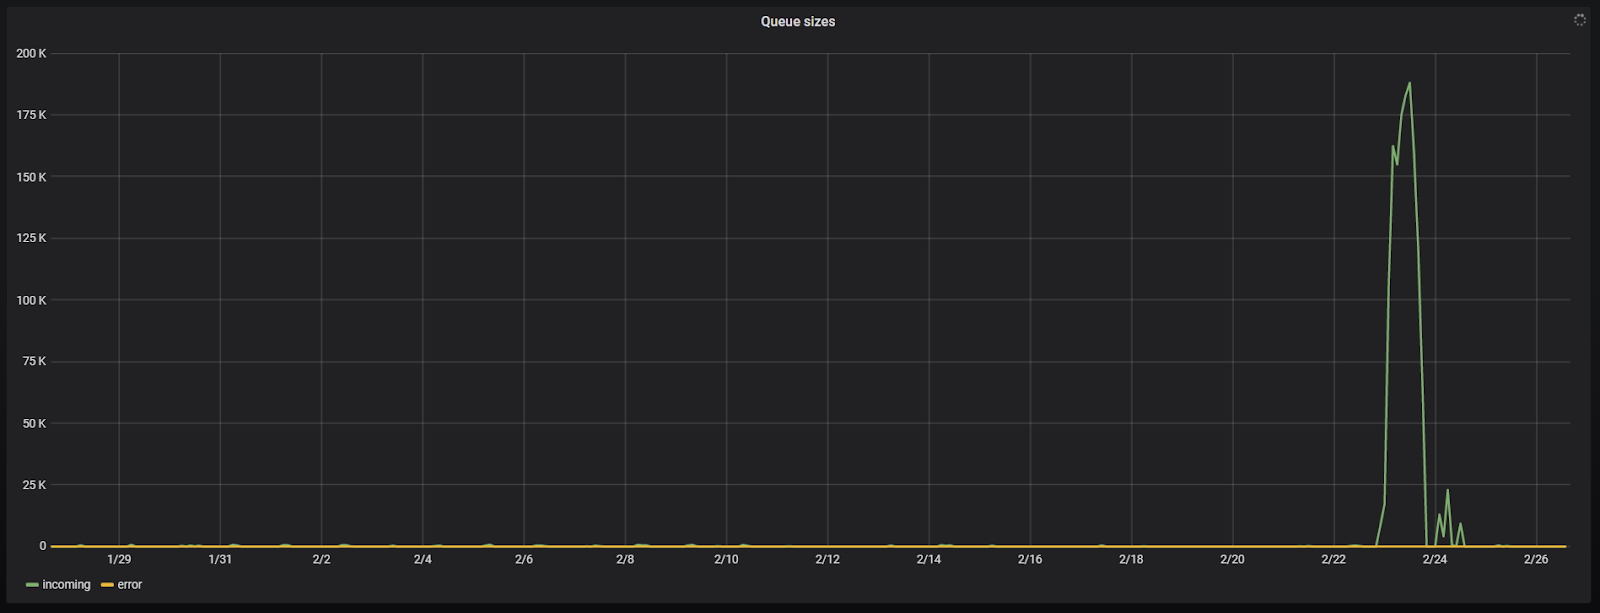 Queue sizes
200 K
175 K
150 K
125 K
100 K
75 K
50 K
25 K
0
1/29 1/31 2/2 2/4 2/6 2/8 2/10 2/12 2/14 2/16 2/18 2/20 2/22 2/24 2/26
incoming error